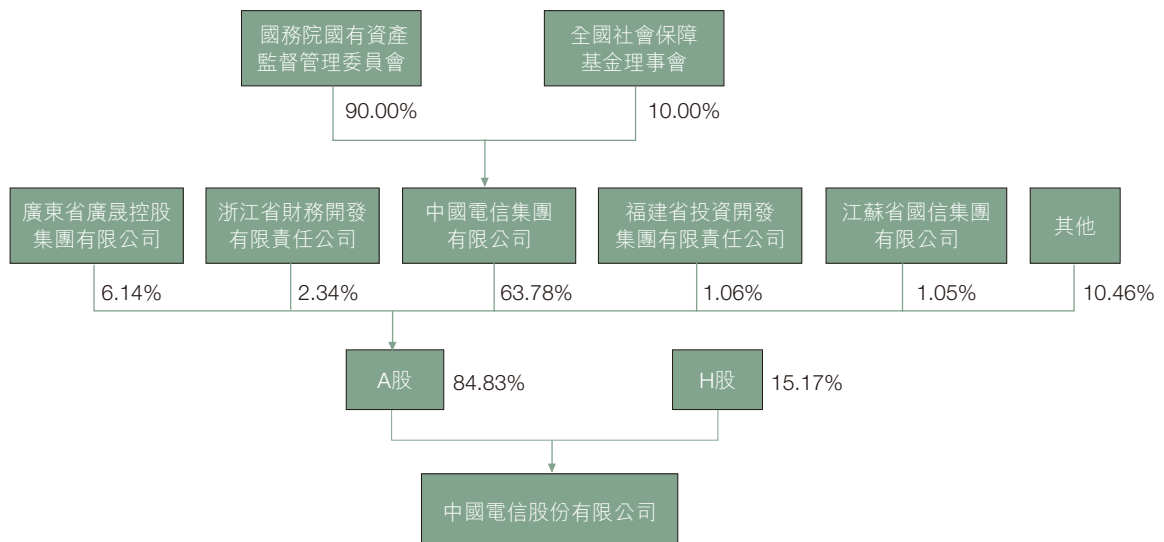 國務院國有資產
監督管理委員會
全國社會保障
基金理事會
90.00%
10.00%
廣東省廣晟控股
集團有限公司
浙江省財務開發
有限責任公司
中國電信集團
有限公司
福建省投資開發
集團有限責任公司
江蘇省國信集團
有限公司
其他
6.14%
2.34%
63.78%
1.06%
1.05%
10.46%
A股
84.83%
H股
15.17%
中國電信股份有限公司